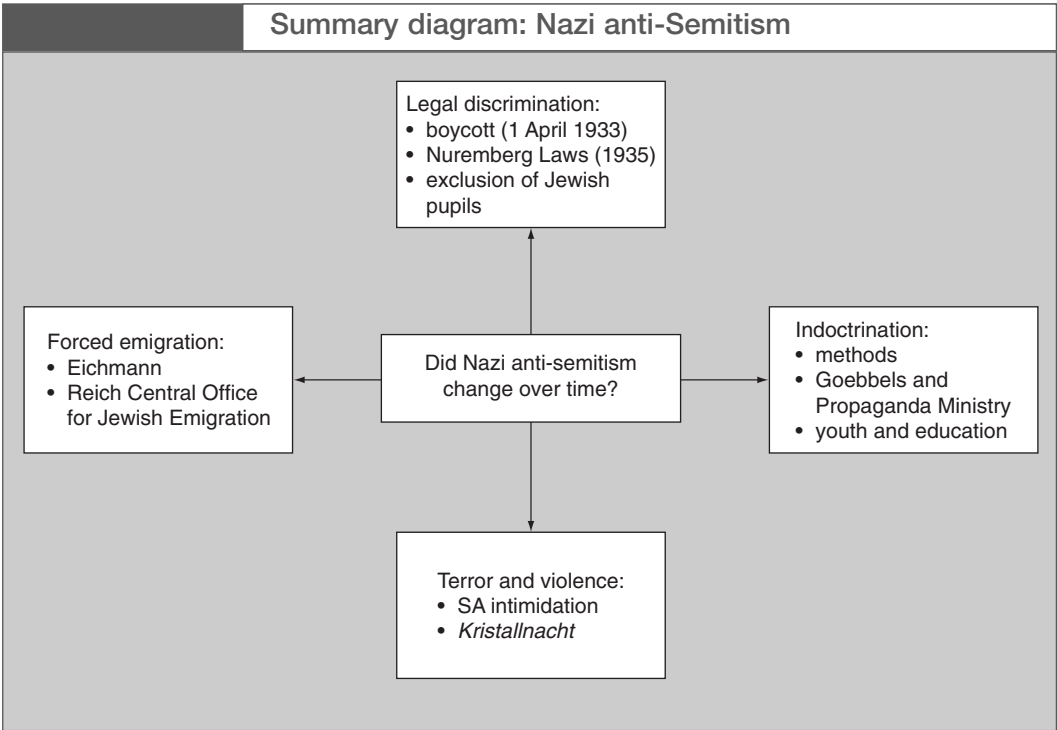 Summary diagram: Nazi anti-Semitism
Legal discrimination:
• boycott (1 April 1933)
• Nuremberg Laws (1935)
• exclusion of Jewish
pupils
Forced emigration:
• Eichmann
• Reich Central Office
for Jewish Emigration
Did Nazi anti-semitism
change over time?
Indoctrination:
• methods
• Goebbels and
Propaganda Ministry
• youth and education
Terror and violence:
• SA intimidation
• Kristallnacht